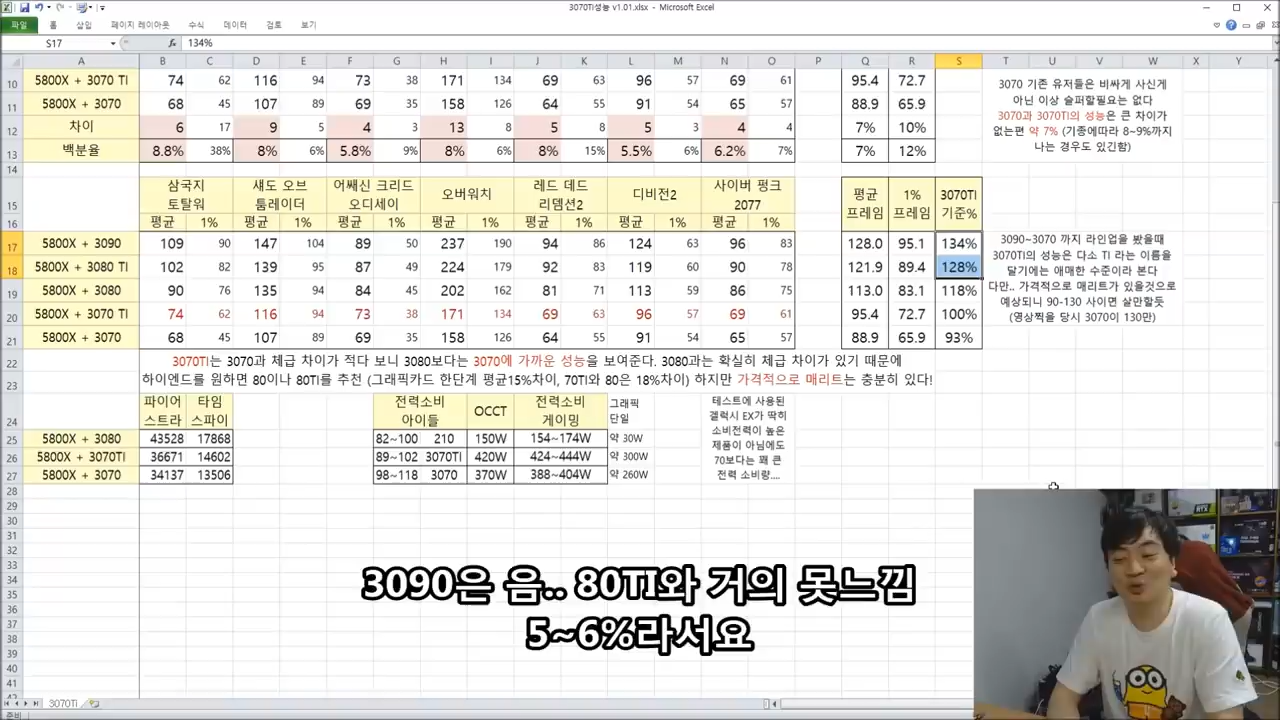 3070TI성능 v1.01.xlsx - Microsoft Excel
파일 홈 삽입 페이지 레이아웃 수식 데이터 검토 보기
S17 fx 134%
A B C D E F G H I J K L M N O P Q R S T U V W X Y
10 5800X + 3070 TI 74 62 116 94 73 38 171 134 69 63 96 57 69 61 95.4 72.7
11 5800X + 3070 68 45 107 89 69 35 158 126 64 55 91 54 65 57 88.9 65.9
12 차이 6 17 9 5 4 3 13 8 5 8 5 3 4 4 7% 10%
13 백분율 8.8% 38% 8% 6% 5.8% 9% 8% 6% 8% 15% 5.5% 6% 6.2% 7% 7% 12%
3070 기존 유저들은 비싸게 사신게
아닌 이상 슬퍼할필요는 없다
3070과 3070TI의 성능은 큰 차이가
없는편 약 7% (기종에따라 8~9%까지
나는 경우도 있긴함)
14
15 삼국지 섀도 오브 어쌔신 크리드 오버워치 레드 데드 디비전2 사이버 펑크 평균 1% 3070TI
토탈워 툼레이더 오디세이 리뎀션2 2077 프레임 프레임 기준%
16 평균 1% 평균 1% 평균 1% 평균 1% 평균 1% 평균 1% 평균 1%
17 5800X + 3090 109 90 147 104 89 50 237 190 94 86 124 63 96 83 128.0 95.1 134%
18 5800X + 3080 TI 102 82 139 95 87 49 224 179 92 83 119 60 90 78 121.9 89.4 128%
19 5800X + 3080 90 76 135 94 84 45 202 162 81 71 113 59 86 75 113.0 83.1 118%
20 5800X + 3070 TI 74 62 116 94 73 38 171 134 69 63 96 57 69 61 95.4 72.7 100%
21 5800X + 3070 68 45 107 89 69 35 158 126 64 55 91 54 65 57 88.9 65.9 93%
3090~3070 까지 라인업을 봤을때
3070TI의 성능은 다소 TI 라는 이름을
달기에는 애매한 수준이라 본다
다만.. 가격적으로 매리트가 있을것으로
예상되니 90-130 사이면 살만할듯
(영상찍을 당시 3070이 130만)
22 3070TI는 3070과 체급 차이가 적다 보니 3080보다는 3070에 가까운 성능을 보여준다. 3080과는 확실히 체급 차이가 있기 때문에
23 하이엔드를 원하면 80이나 80TI를 추천 (그래픽카드 한단계 평균15%차이, 70TI와 80은 18%차이) 하지만 가격적으로 매리트는 충분히 있다!
24 파이어 타임 전력소비 OCCT 전력소비 그래픽
스트라 스파이 아이들 게이밍 단일
25 5800X + 3080 43528 17868 82~100 210 150W 154~174W 약 30W
26 5800X + 3070TI 36671 14602 89~102 3070TI 420W 424~444W 약 300W
27 5800X + 3070 34137 13506 98~118 3070 370W 388~404W 약 260W
테스트에 사용된
갤럭시 EX가 딱히
소비전력이 높은
제품이 아님에도
70보다는 꽤 큰
전력 소비량....
28
29
30
31
32
33
34
35
36
37
38
39
40
41
3090은 음.. 80TI와 거의 못느낌
5~6%라서요
3070TI
준비